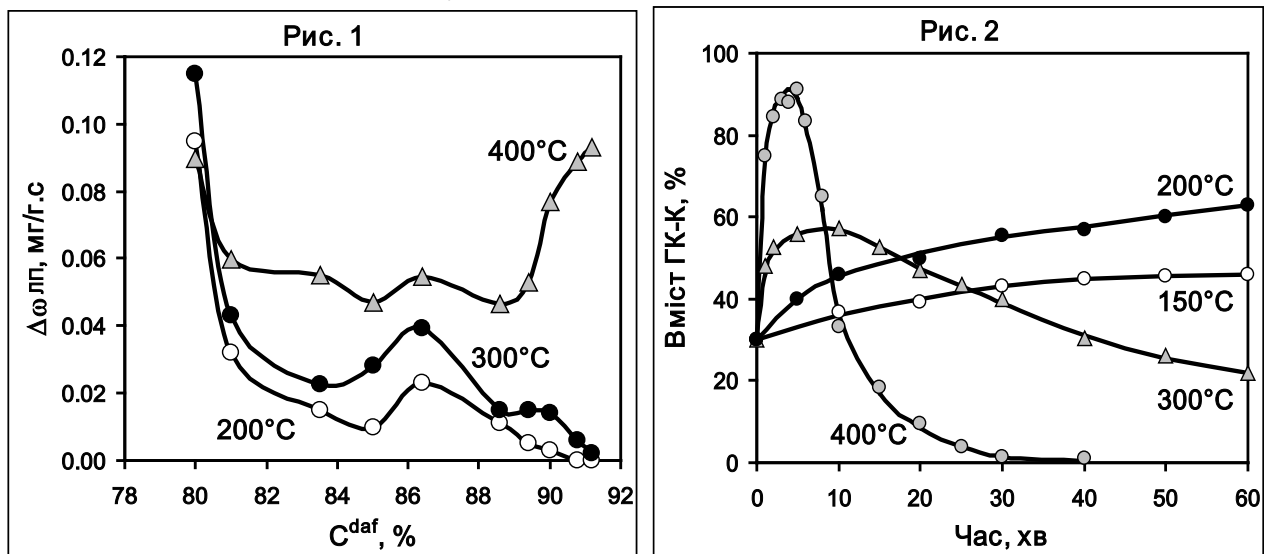 Рис. 1
0.12
0.10
0.08
0.06
0.04
0.02
0.00
Δω ЛП, мг/г.с
400°C
300°C
200°C
78 80 82 84 86 88 90 92
C daf, %
Рис. 2
100
80
60
40
20
0
Вміст ГК-К, %
200°C
150°C
300°C
400°C
0 10 20 30 40 50 60
Час, хв